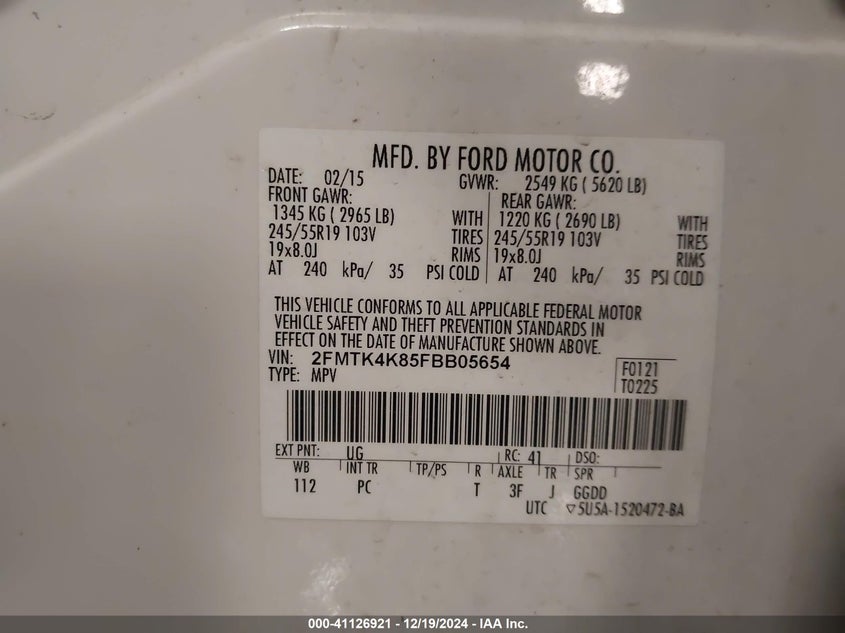 MFD. BY FORD MOTOR CO.
DATE: 02/15 GVWR: 2549 KG ( 5620 LB)
FRONT GAWR: REAR GAWR:
1345 KG ( 2965 LB) WITH 1220 KG ( 2690 LB) WITH
245/55R19 103V TIRES 245/55R19 103V TIRES
19x8.0J RIMS 19x8.0J RIMS
AT 240 kPa/ 35 PSI COLD AT 240 kPa/ 35 PSI COLD
THIS VEHICLE CONFORMS TO ALL APPLICABLE FEDERAL MOTOR
VEHICLE SAFETY AND THEFT PREVENTION STANDARDS IN
EFFECT ON THE DATE OF MANUFACTURE SHOWN ABOVE.
VIN: 2FMTK4K85FBB05654 F0121
TYPE: MPV T0225
EXT PNT: UG RC: 41 DSO:
WB INT TR TP/PS R AXLE TR SPR
112 PC T 3F J GGDD
UTC ▽5U5A-1520472-BA
000-41126921 - 12/19/2024 - IAA Inc.